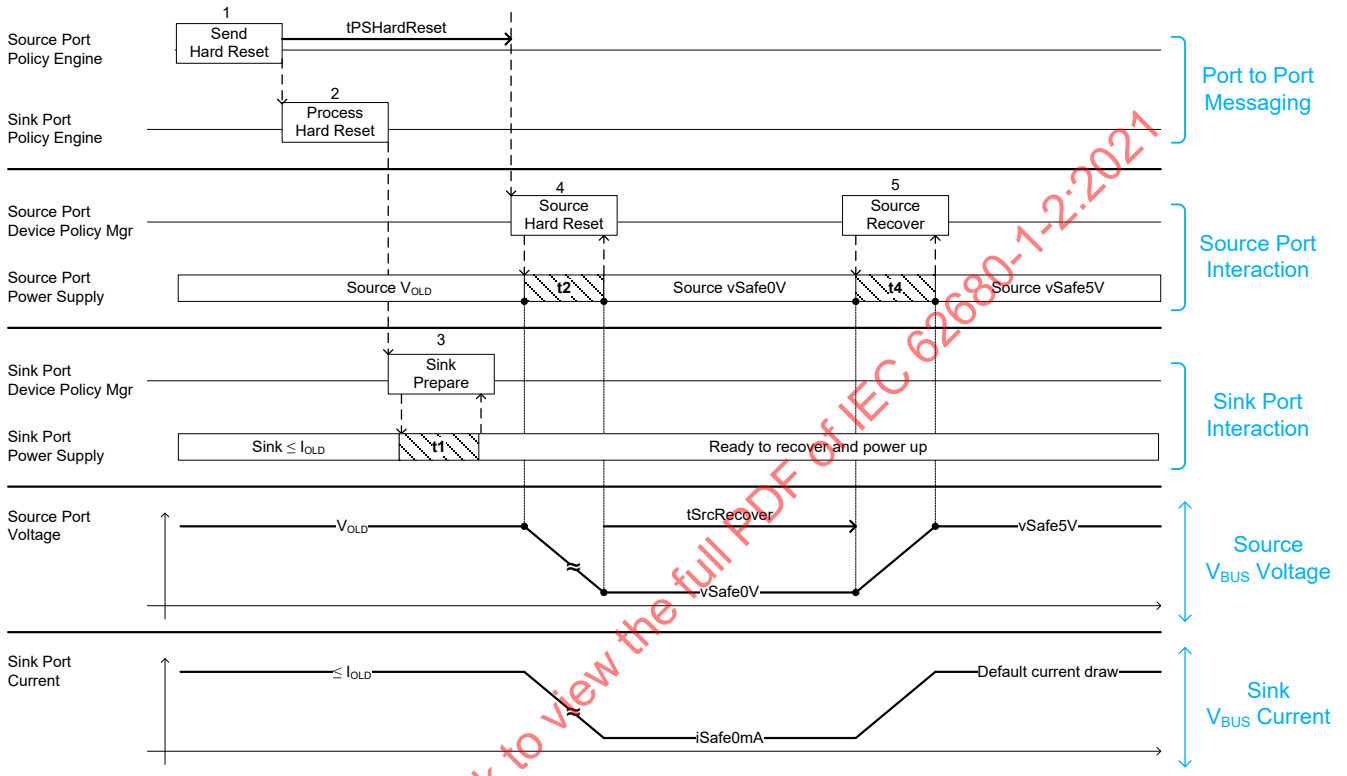 1
Source Port
Policy Engine
Send
Hard Reset
tPSHardReset
Port to Port
Messaging
2
Sink Port
Policy Engine
Process
Hard Reset
Source Port
Device Policy Mgr
4
Source
Hard Reset
5
Source
Recover
Source Port
Interaction
Source Port
Power Supply
Source VOLD
t2
Source vSafe0V
t4
Source vSafe5V
3
Sink Port
Device Policy Mgr
Sink
Prepare
Sink Port
Interaction
Sink Port
Power Supply
Sink ≤ IOLD
t1
Ready to recover and power up
Source Port
Voltage
VOLD
≈
tSrcRecover
vSafe0V
vSafe5V
Source
VBUS Voltage
Sink Port
Current
≤ IOLD
≈
iSafe0mA
Default current draw
Sink
VBUS Current
k to view the full PDF of IEC 62680-1-2:2021